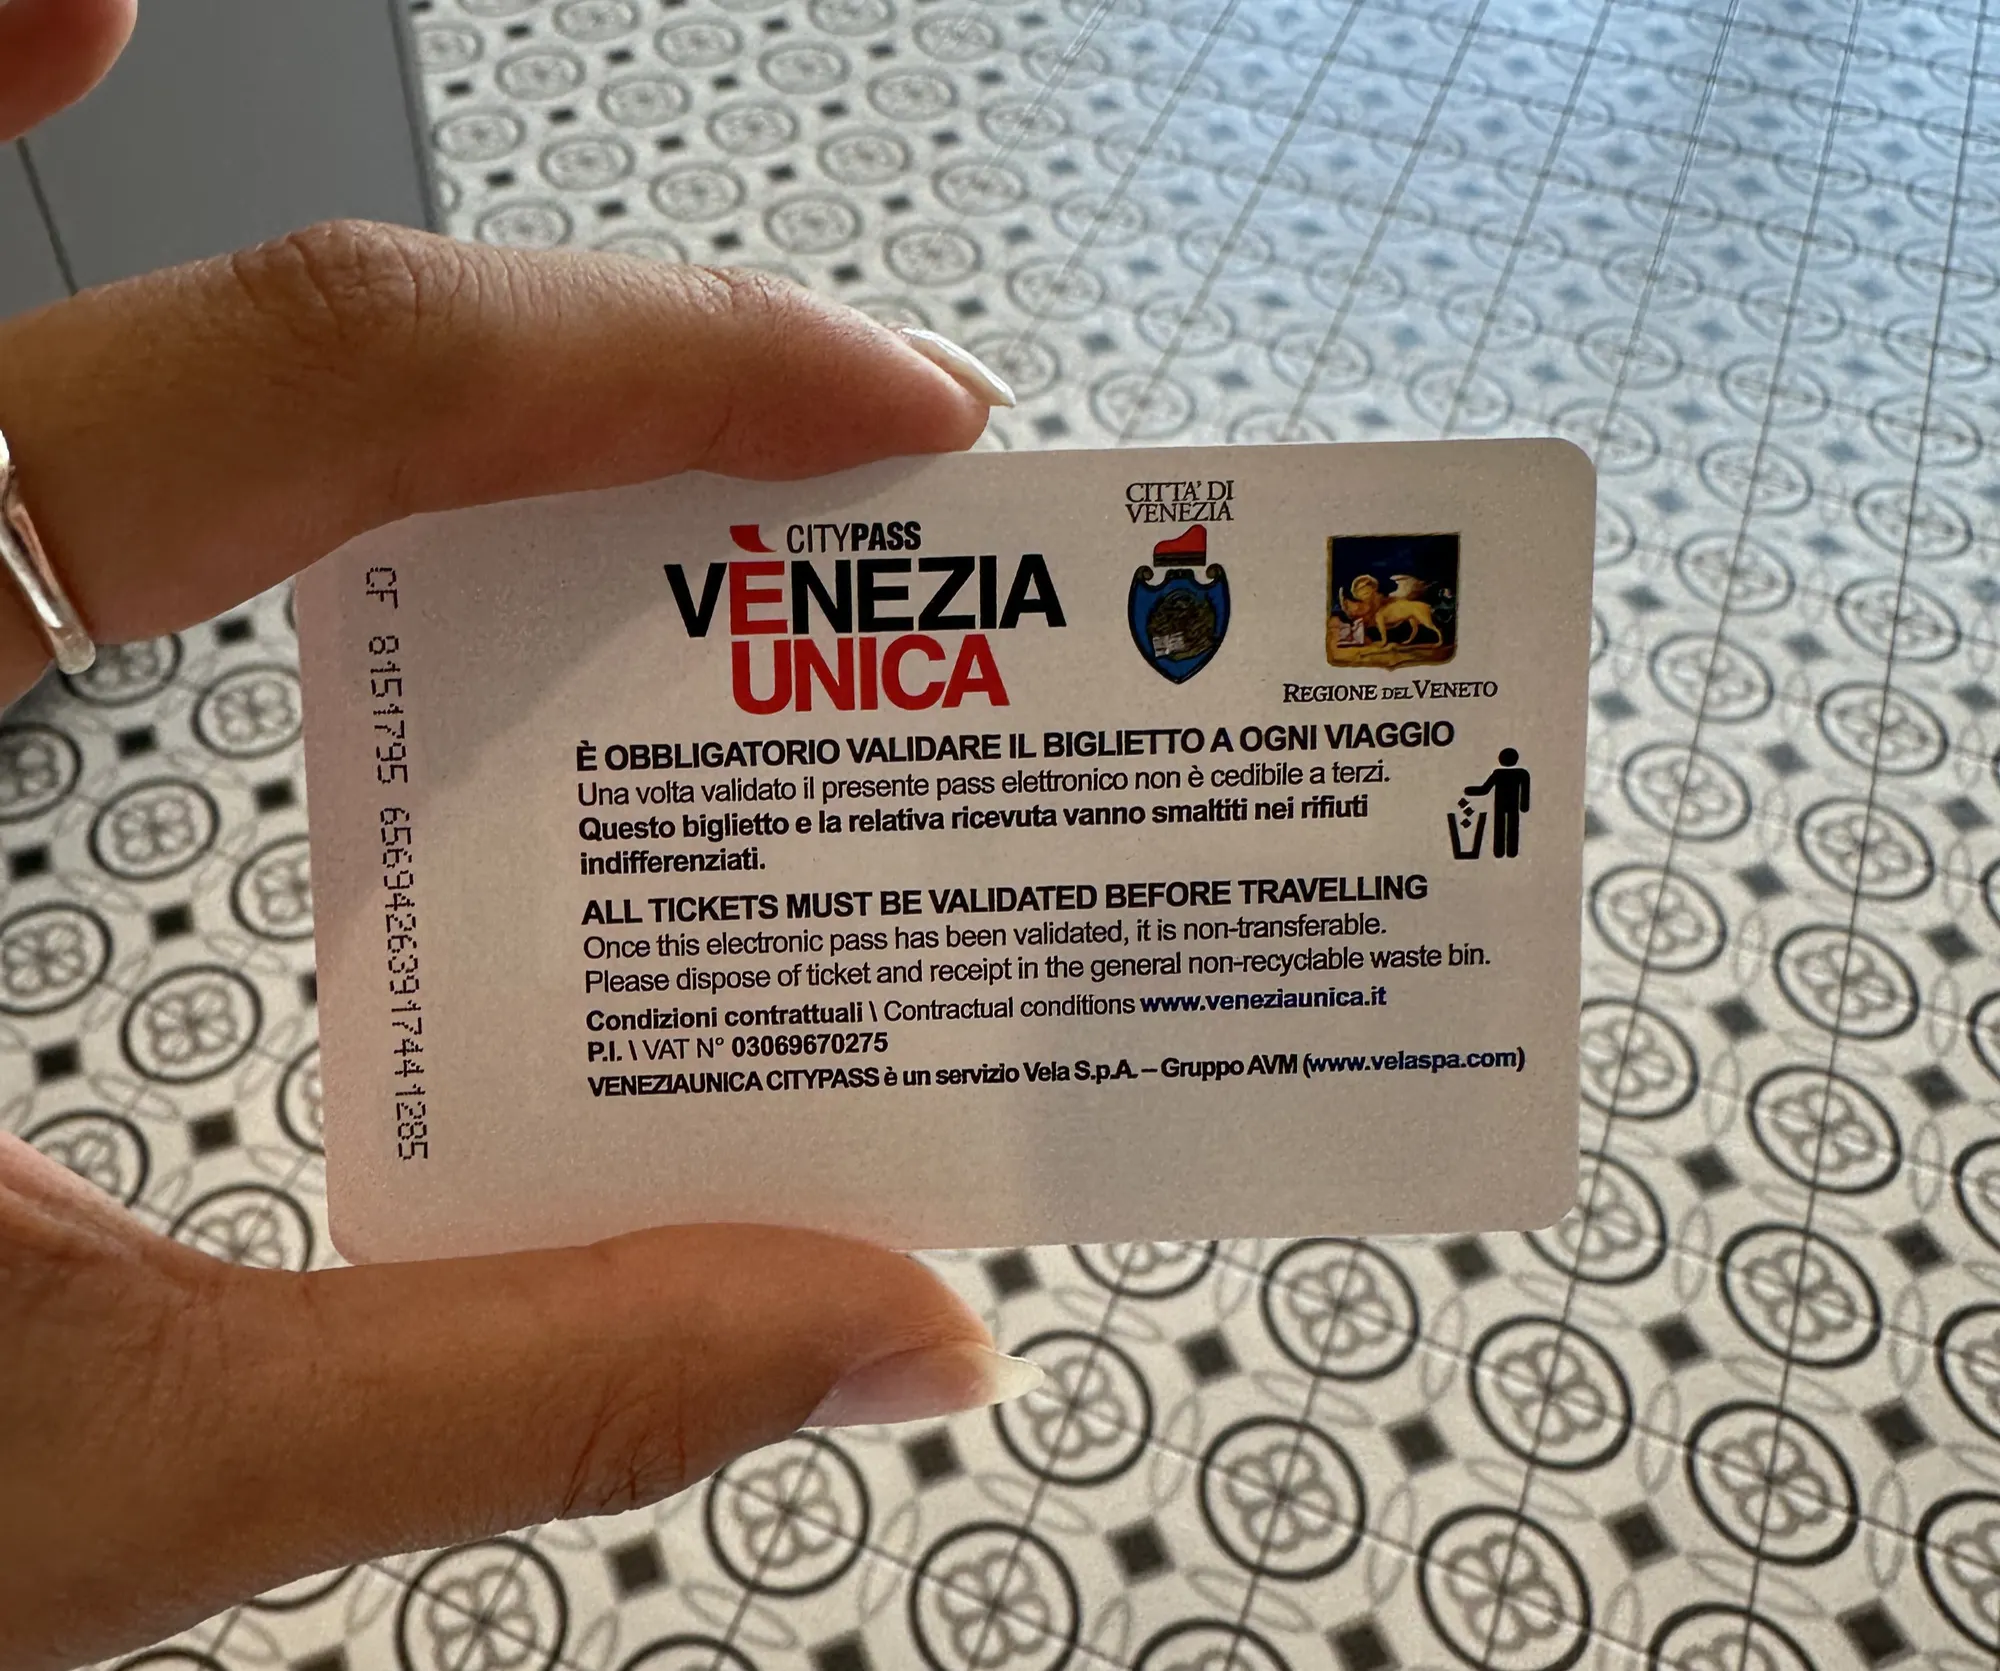 CITYPASS
VÈNEZIA
UNICA
CITTA' DI
VENEZIA
REGIONE DEL VENETO
È OBBLIGATORIO VALIDARE IL BIGLIETTO A OGNI VIAGGIO
Una volta validato il presente pass elettronico non è cedibile a terzi.
Questo biglietto e la relativa ricevuta vanno smaltiti nei rifiuti
indifferenziati.
ALL TICKETS MUST BE VALIDATED BEFORE TRAVELLING
Once this electronic pass has been validated, it is non-transferable.
Please dispose of ticket and receipt in the general non-recyclable waste bin.
Condizioni contrattuali \ Contractual conditions www.veneziaunica.it
P.I. \ VAT N° 03069670275
VENEZIAUNICA CITYPASS è un servizio Vela S.p.A. – Gruppo AVM (www.velaspa.com)
CF 81517795 65694263917441285